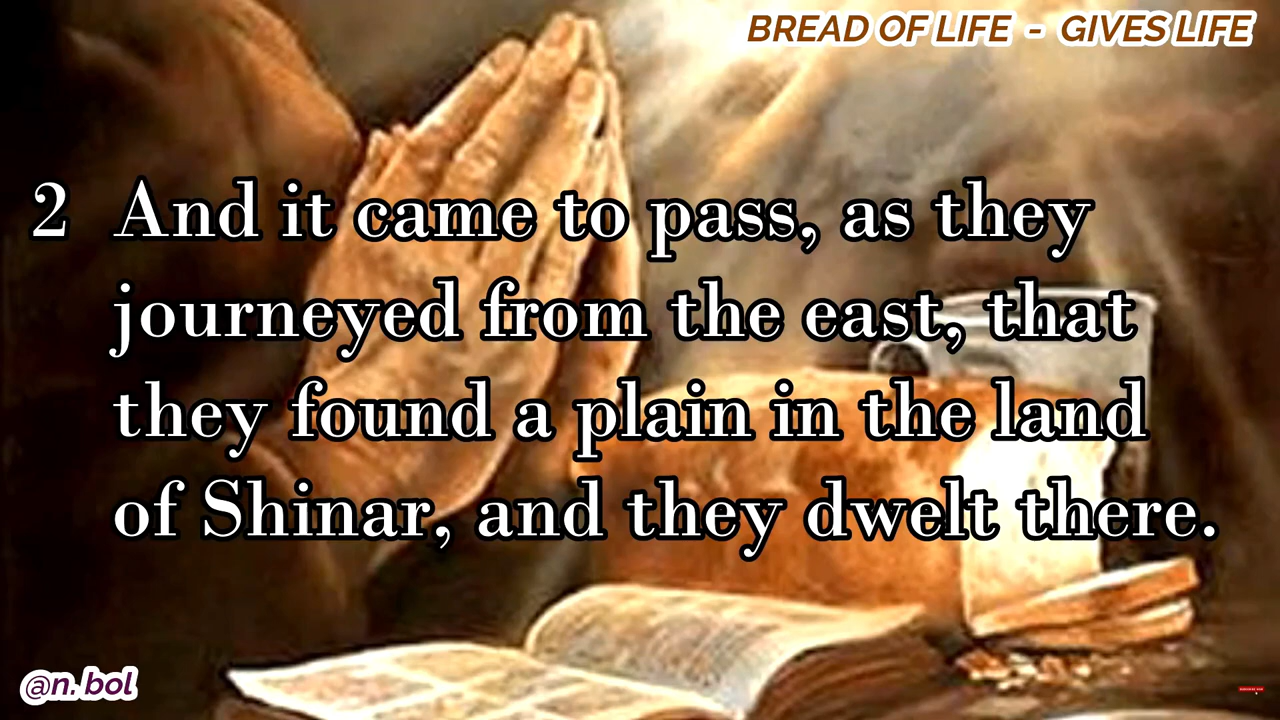 BREAD OF LIFE - GIVES LIFE
2 And it came to pass, as they
journeyed from the east, that
they found a plain in the land
of Shinar, and they dwelt there.
@n.bol